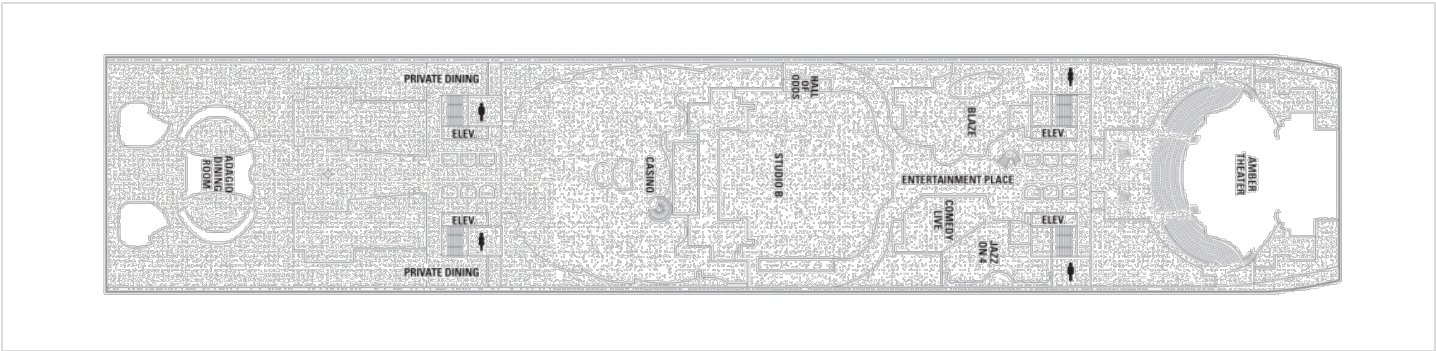 PRIVATE DINING
ELEV.
ADAGIO
DINING
ROOM
ELEV.
PRIVATE DINING
CASINO
STUDIO B
HALL
OF
ODDS
BLAZE
ENTERTAINMENT PLACE
COMEDY
LIVE
JAZZ
ON 4
ELEV.
ELEV.
AMBER
THEATER